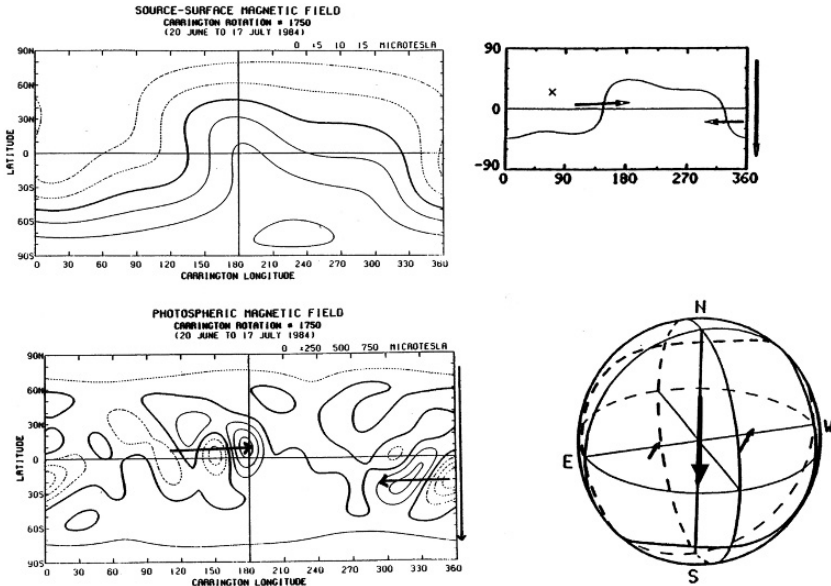 SOURCE-SURFACE MAGNETIC FIELD
CARRINGTON ROTATION # 1750
(20 JUNE TO 17 JULY 1984)
0 .5 10 15 MICROTESLA
90N
60N
30N
0
30S
60S
90S
LATITUDE
0 30 60 90 120 150 180 210 240 270 300 330 360
CARRINGTON LONGITUDE
90
0
-90
0 90 180 270 360
×
PHOTOSPHERIC MAGNETIC FIELD
CARRINGTON ROTATION # 1750
(20 JUNE TO 17 JULY 1984)
0 .250 500 750 MICROTESLA
90N
60N
30N
0
30S
60S
90S
LATITUDE
0 30 60 90 120 150 180 210 240 270 300 330 360
CARRINGTON LONGITUDE
N
W
E
S